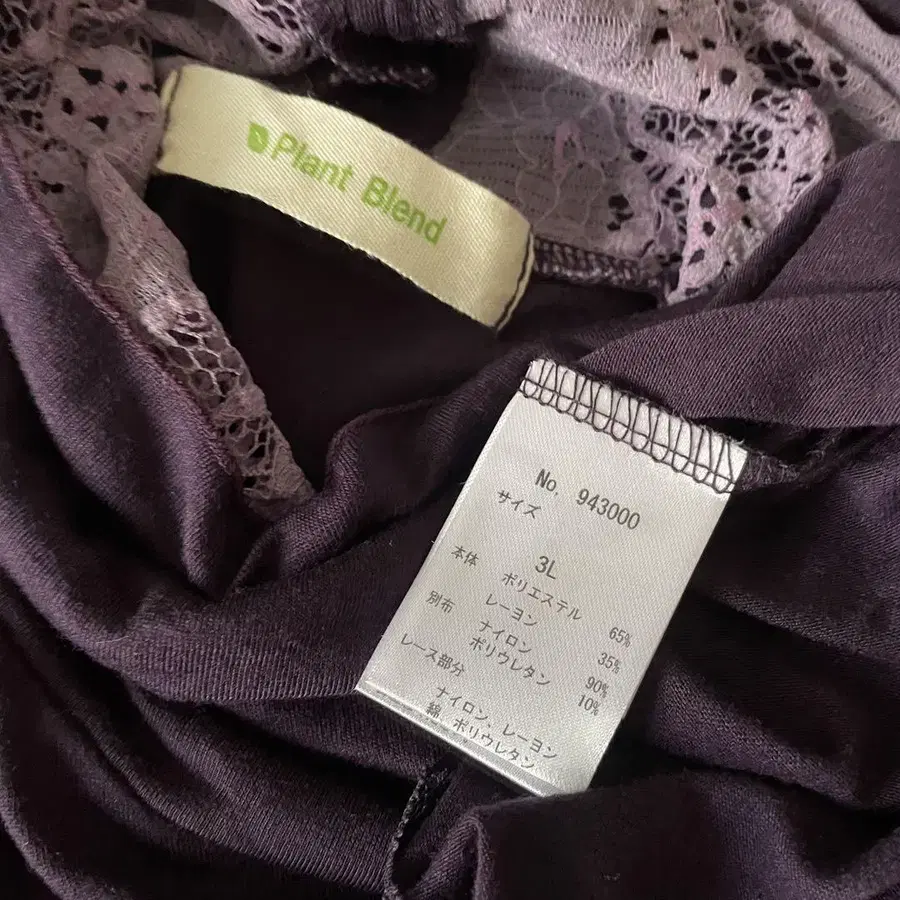 Plant Blend
No. 943000
サイズ
3L
本体 ポリエステル 65%
レーヨン 35%
別布 ナイロン 90%
ポリウレタン 10%
レース部分
ナイロン、レーヨン
綿、ポリウレタン